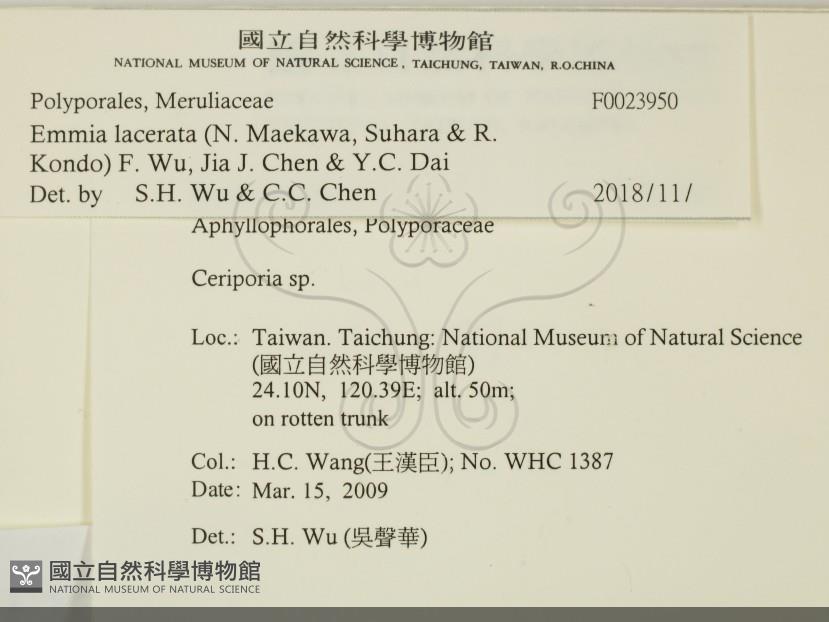 國立自然科學博物館
NATIONAL MUSEUM OF NATURAL SCIENCE, TAICHUNG, TAIWAN, R.O.CHINA
Polyporales, Meruliaceae F0023950
Emmia lacerata (N. Maekawa, Suhara & R.
Kondo) F. Wu, Jia J. Chen & Y.C. Dai
Det. by S.H. Wu & C.C. Chen 2018/11/
Aphyllophorales, Polyporaceae
Ceriporia sp.
Loc.: Taiwan. Taichung: National Museum of Natural Science
(國立自然科學博物館)
24.10N, 120.39E; alt. 50m;
on rotten trunk
Col.: H.C. Wang(王漢臣); No. WHC 1387
Date: Mar. 15, 2009
Det.: S.H. Wu (吳聲華)
國立自然科學博物館
NATIONAL MUSEUM OF NATURAL SCIENCE